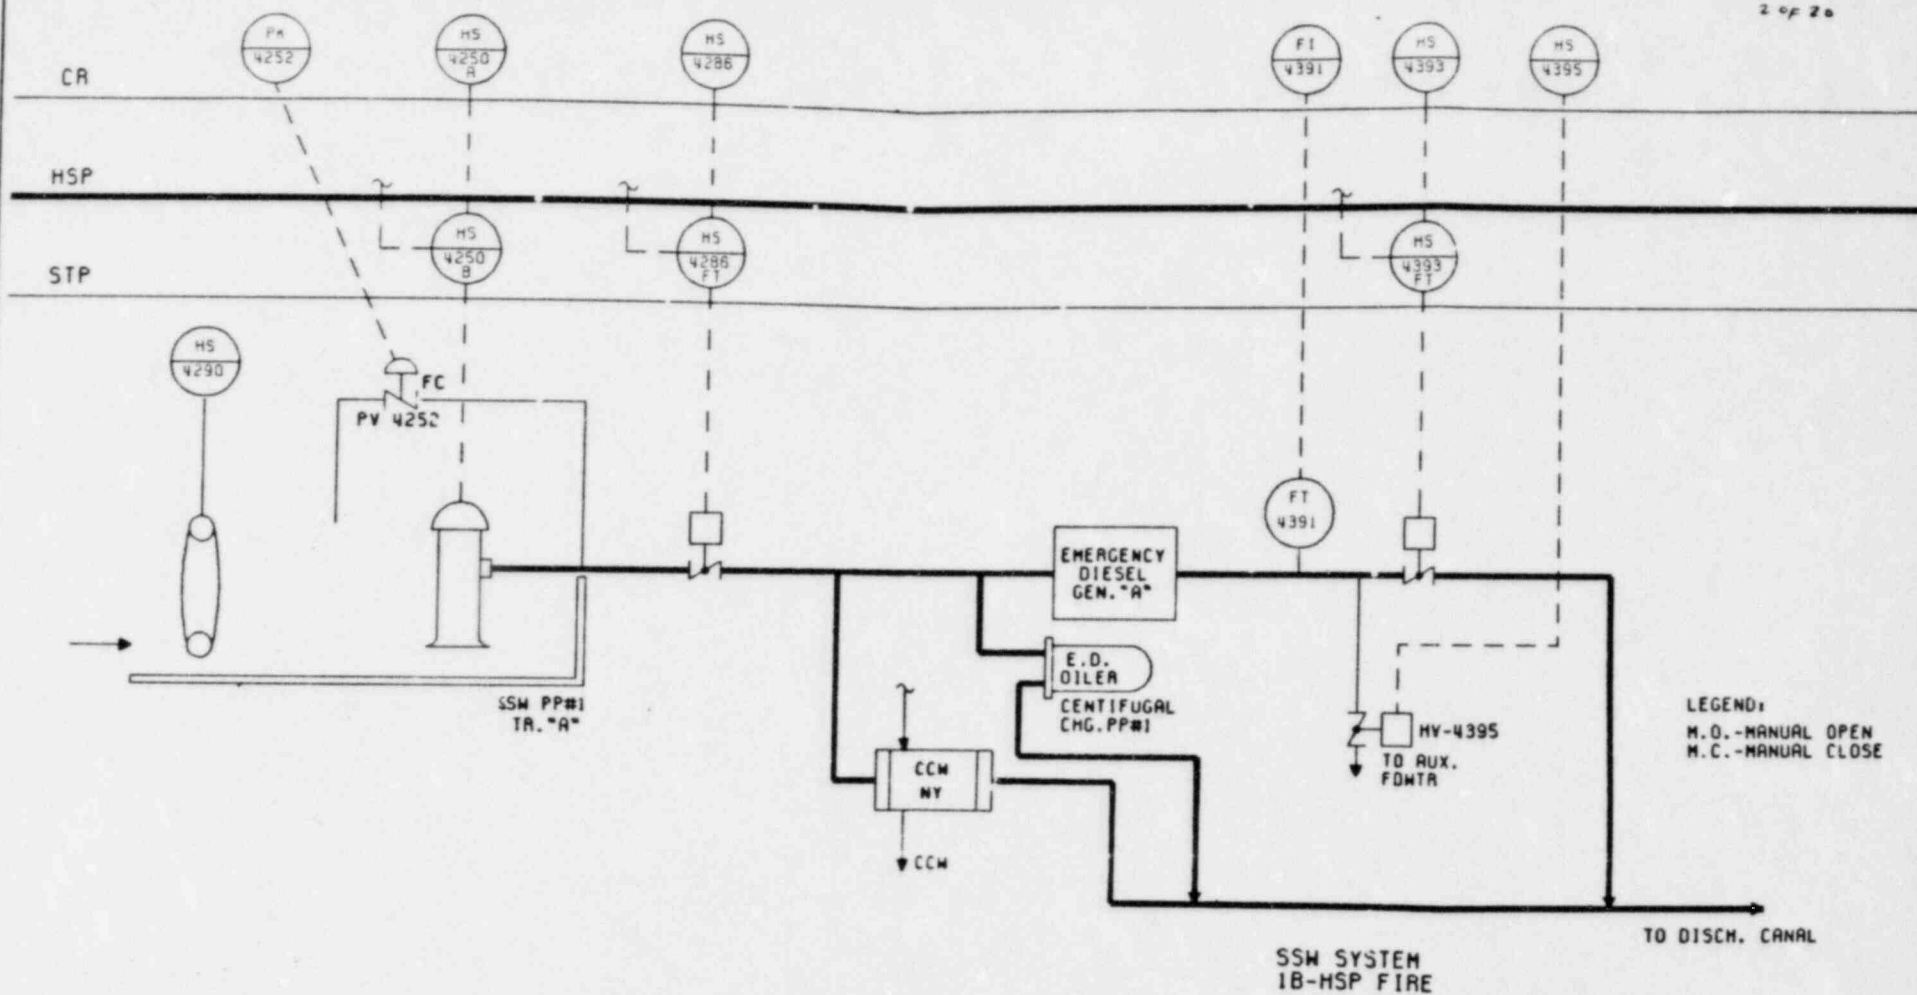 2 OF 20
PK
4252
HS
4250
A
HS
4286
FI
4391
HS
4393
HS
4395
CR
HSP
HS
4250
B
HS
4286
FT
HS
4393
FT
STP
HS
4290
FC
PV 4252
FT
4391
EMERGENCY
DIESEL
GEN."A"
E.D.
OILER
CENTIFUGAL
CHG.PP#1
SSW PP#1
TR."A"
CCW
NY
CCW
HV-4395
TO AUX.
FDWTR
LEGEND:
M.O.-MANUAL OPEN
M.C.-MANUAL CLOSE
TO DISCH. CANAL
SSW SYSTEM
1B-HSP FIRE